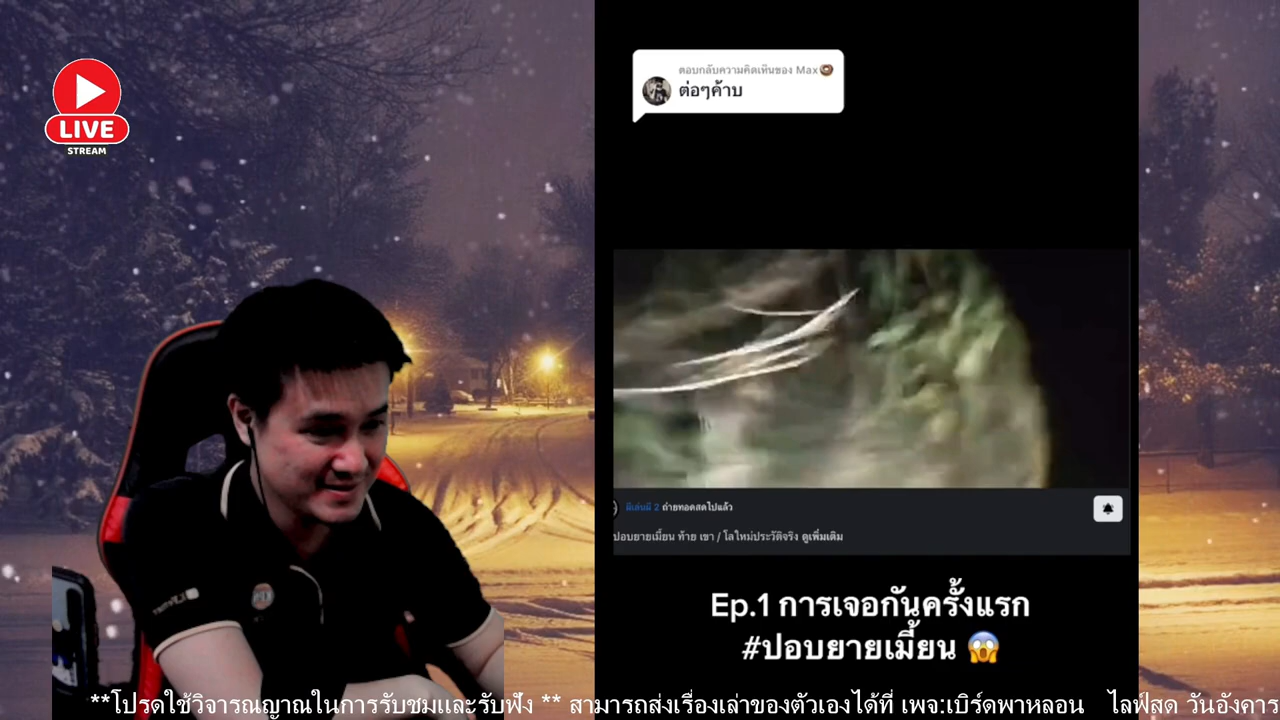 LIVE
STREAM
ตอบกลับความคิดเห็นของ Max
ต่อๆค้าบ
ผีเล่นผี 2 ถ่ายทอดสดไปแล้ว
ปอบยายเมี้ยน ท้าย เขา / โลใหม่ประวัติจริง ดูเพิ่มเติม
Ep.1 การเจอกันครั้งแรก
#ปอบยายเมี้ยน
**โปรดใช้วิจารณญาณในการรับชมและรับฟัง ** สามารถส่งเรื่องเล่าของตัวเองได้ที่ เพจ:เบิร์ดพาหลอน ไลฟ์สด วันอังคาร